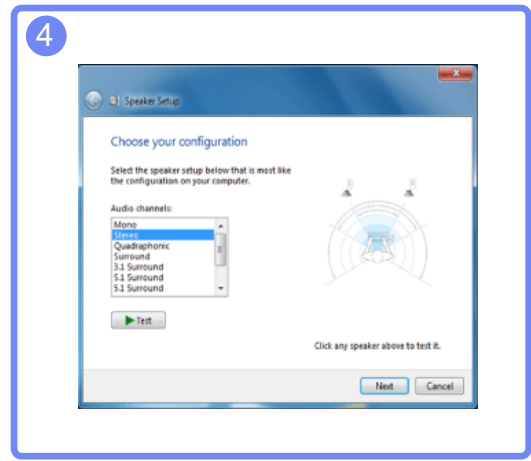 4
Speaker Setup
Choose your configuration
Select the speaker setup below that is most like
the configuration on your computer.
Audio channels:
Mono
Stereo
Quadraphonic
Surround
3.1 Surround
5.1 Surround
5.1 Surround
Test
Click any speaker above to test it.
Next
Cancel